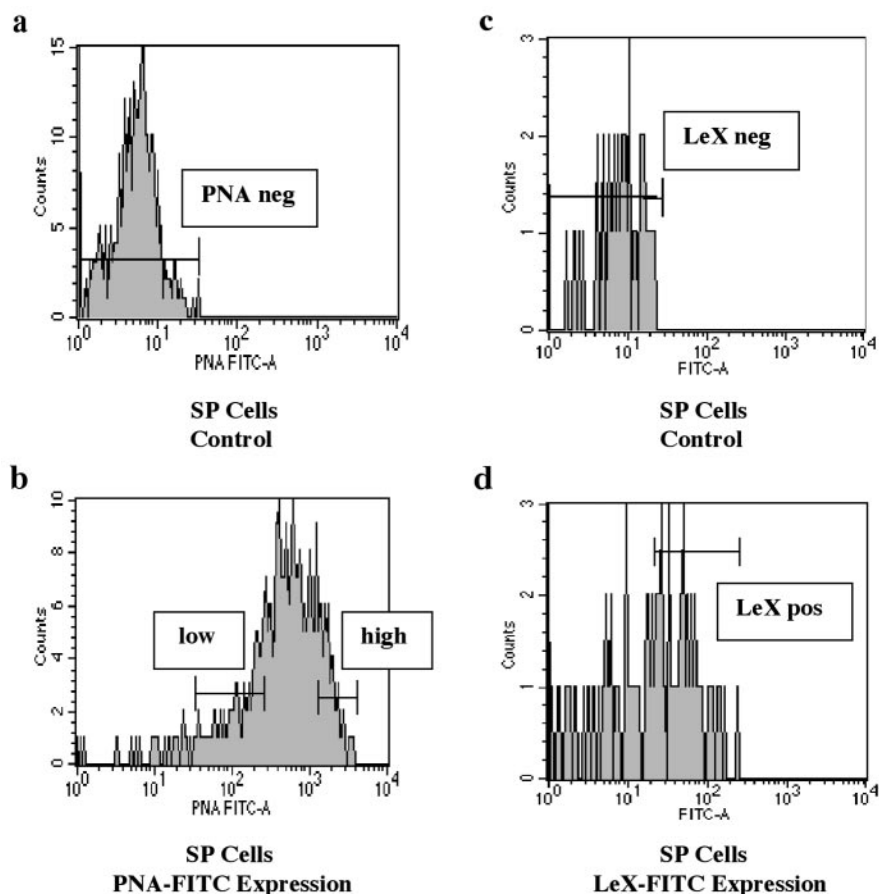 a
15
10
5
0
Counts
PNA neg
10^0 10^1 10^2 10^3 10^4
PNA FITC-A
SP Cells
Control
c
3
2
1
0
Counts
LeX neg
10^0 10^1 10^2 10^3 10^4
FITC-A
SP Cells
Control
b
10
8
6
4
2
0
Counts
low
high
10^0 10^1 10^2 10^3 10^4
PNA FITC-A
SP Cells
PNA-FITC Expression
d
3
2
1
0
Counts
LeX pos
10^0 10^1 10^2 10^3 10^4
FITC-A
SP Cells
LeX-FITC Expression